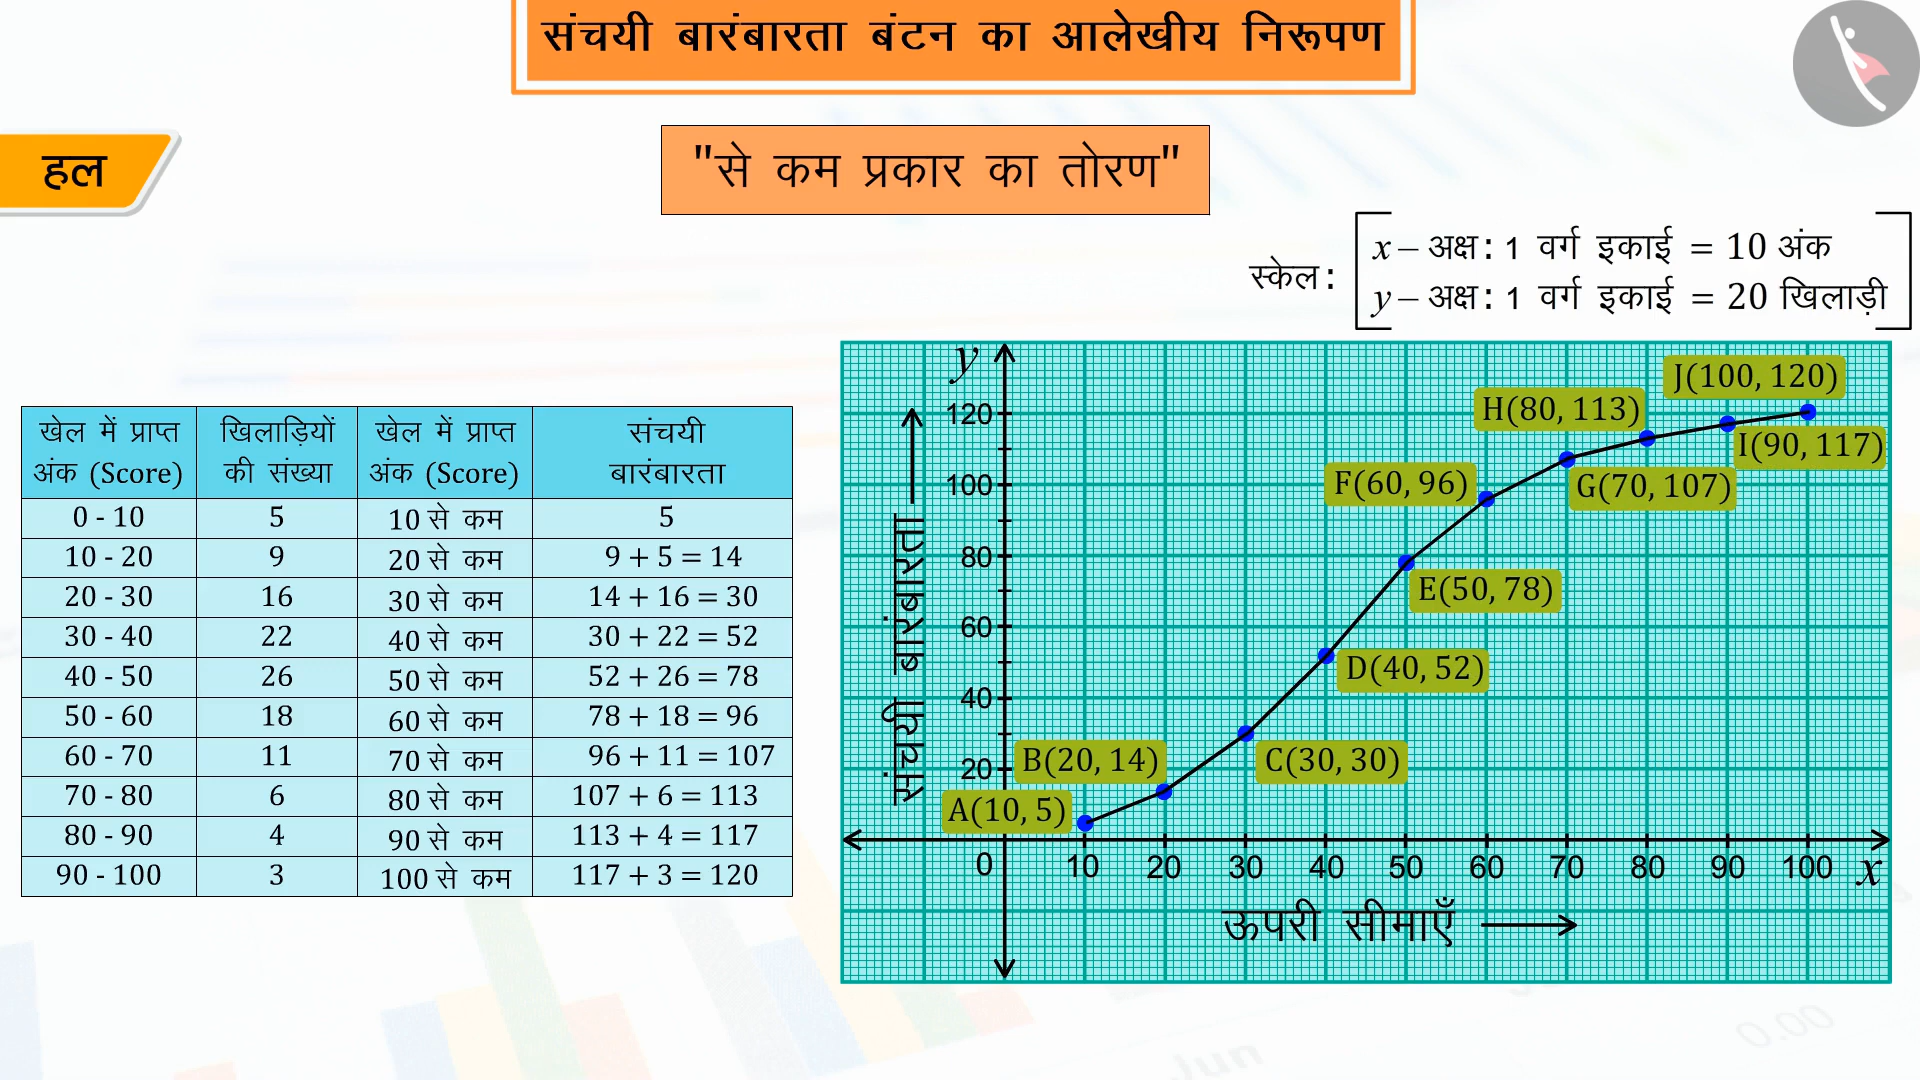 संचयी बारंबारता बंटन का आलेखीय निरूपण
हल
"से कम प्रकार का तोरण"
स्केल:
x – अक्ष: 1 वर्ग इकाई = 10 अंक
y – अक्ष: 1 वर्ग इकाई = 20 खिलाड़ी
खेल में प्राप्त अंक (Score) खिलाड़ियों की संख्या खेल में प्राप्त अंक (Score) संचयी बारंबारता
0 - 10 5 10 से कम 5
10 - 20 9 20 से कम 9 + 5 = 14
20 - 30 16 30 से कम 14 + 16 = 30
30 - 40 22 40 से कम 30 + 22 = 52
40 - 50 26 50 से कम 52 + 26 = 78
50 - 60 18 60 से कम 78 + 18 = 96
60 - 70 11 70 से कम 96 + 11 = 107
70 - 80 6 80 से कम 107 + 6 = 113
80 - 90 4 90 से कम 113 + 4 = 117
90 - 100 3 100 से कम 117 + 3 = 120
y
संचयी बारंबारता
120
100
80
60
40
20
J(100, 120)
H(80, 113)
I(90, 117)
F(60, 96)
G(70, 107)
E(50, 78)
D(40, 52)
B(20, 14)
C(30, 30)
A(10, 5)
0 10 20 30 40 50 60 70 80 90 100 x
ऊपरी सीमाएँ
0.00
Jun